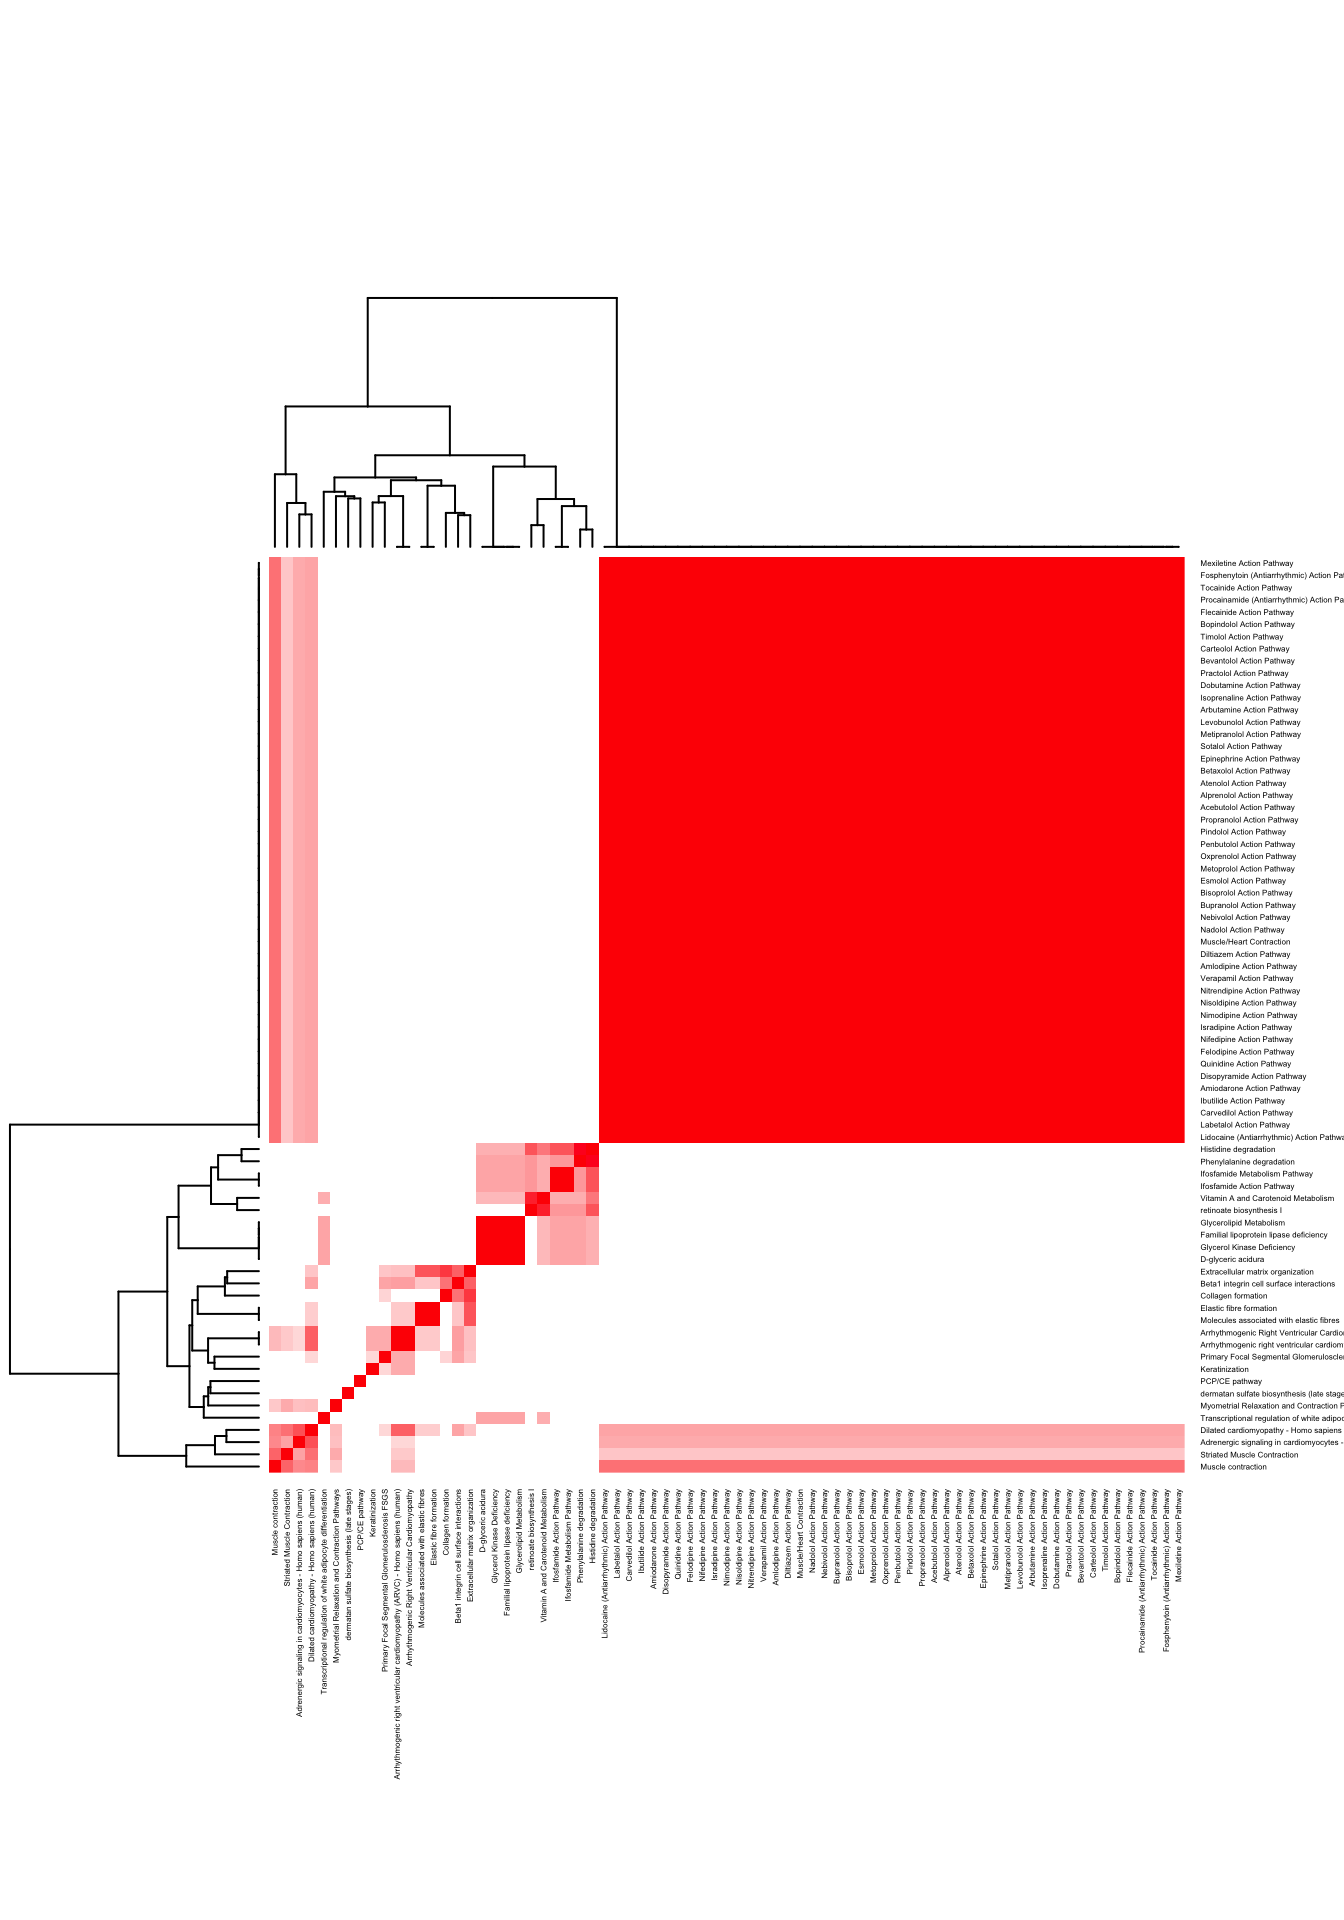 Mexiletine Action Pathway
Fosphenytoin (Antiarrhythmic) Action Pat
Tocainide Action Pathway
Procainamide (Antiarrhythmic) Action Pa
Flecainide Action Pathway
Bopindolol Action Pathway
Timolol Action Pathway
Carteolol Action Pathway
Bevantolol Action Pathway
Practolol Action Pathway
Dobutamine Action Pathway
Isoprenaline Action Pathway
Arbutamine Action Pathway
Levobunolol Action Pathway
Metipranolol Action Pathway
Sotalol Action Pathway
Epinephrine Action Pathway
Betaxolol Action Pathway
Atenolol Action Pathway
Alprenolol Action Pathway
Acebutolol Action Pathway
Propranolol Action Pathway
Pindolol Action Pathway
Penbutolol Action Pathway
Oxprenolol Action Pathway
Metoprolol Action Pathway
Esmolol Action Pathway
Bisoprolol Action Pathway
Bupranolol Action Pathway
Nebivolol Action Pathway
Nadolol Action Pathway
Muscle/Heart Contraction
Diltiazem Action Pathway
Amlodipine Action Pathway
Verapamil Action Pathway
Nitrendipine Action Pathway
Nisoldipine Action Pathway
Nimodipine Action Pathway
Isradipine Action Pathway
Nifedipine Action Pathway
Felodipine Action Pathway
Quinidine Action Pathway
Disopyramide Action Pathway
Amiodarone Action Pathway
Ibutilide Action Pathway
Carvedilol Action Pathway
Labetalol Action Pathway
Lidocaine (Antiarrhythmic) Action Pathwa
Histidine degradation
Phenylalanine degradation
Ifosfamide Metabolism Pathway
Ifosfamide Action Pathway
Vitamin A and Carotenoid Metabolism
retinoate biosynthesis I
Glycerolipid Metabolism
Familial lipoprotein lipase deficiency
Glycerol Kinase Deficiency
D-glyceric acidura
Extracellular matrix organization
Beta1 integrin cell surface interactions
Collagen formation
Elastic fibre formation
Molecules associated with elastic fibres
Arrhythmogenic Right Ventricular Cardio
Arrhythmogenic right ventricular cardiom
Primary Focal Segmental Glomeruloscler
Keratinization
PCP/CE pathway
dermatan sulfate biosynthesis (late stage
Myometrial Relaxation and Contraction P
Transcriptional regulation of white adipoc
Dilated cardiomyopathy - Homo sapiens
Adrenergic signaling in cardiomyocytes -
Striated Muscle Contraction
Muscle contraction
Muscle contraction
Striated Muscle Contraction
Adrenergic signaling in cardiomyocytes - Homo sapiens (human)
Dilated cardiomyopathy - Homo sapiens (human)
Transcriptional regulation of white adipocyte differentiation
Myometrial Relaxation and Contraction Pathways
dermatan sulfate biosynthesis (late stages)
PCP/CE pathway
Keratinization
Primary Focal Segmental Glomerulosclerosis FSGS
Arrhythmogenic right ventricular cardiomyopathy (ARVC) - Homo sapiens (human)
Arrhythmogenic Right Ventricular Cardiomyopathy
Molecules associated with elastic fibres
Elastic fibre formation
Collagen formation
Beta1 integrin cell surface interactions
Extracellular matrix organization
D-glyceric acidura
Glycerol Kinase Deficiency
Familial lipoprotein lipase deficiency
Glycerolipid Metabolism
retinoate biosynthesis I
Vitamin A and Carotenoid Metabolism
Ifosfamide Action Pathway
Ifosfamide Metabolism Pathway
Phenylalanine degradation
Histidine degradation
Lidocaine (Antiarrhythmic) Action Pathway
Labetalol Action Pathway
Carvedilol Action Pathway
Ibutilide Action Pathway
Amiodarone Action Pathway
Disopyramide Action Pathway
Quinidine Action Pathway
Felodipine Action Pathway
Nifedipine Action Pathway
Isradipine Action Pathway
Nimodipine Action Pathway
Nisoldipine Action Pathway
Nitrendipine Action Pathway
Verapamil Action Pathway
Amlodipine Action Pathway
Diltiazem Action Pathway
Muscle/Heart Contraction
Nadolol Action Pathway
Nebivolol Action Pathway
Bupranolol Action Pathway
Bisoprolol Action Pathway
Esmolol Action Pathway
Metoprolol Action Pathway
Oxprenolol Action Pathway
Penbutolol Action Pathway
Pindolol Action Pathway
Propranolol Action Pathway
Acebutolol Action Pathway
Alprenolol Action Pathway
Atenolol Action Pathway
Betaxolol Action Pathway
Epinephrine Action Pathway
Sotalol Action Pathway
Metipranolol Action Pathway
Levobunolol Action Pathway
Arbutamine Action Pathway
Isoprenaline Action Pathway
Dobutamine Action Pathway
Practolol Action Pathway
Bevantolol Action Pathway
Carteolol Action Pathway
Timolol Action Pathway
Bopindolol Action Pathway
Flecainide Action Pathway
Procainamide (Antiarrhythmic) Action Pathway
Tocainide Action Pathway
Fosphenytoin (Antiarrhythmic) Action Pathway
Mexiletine Action Pathway